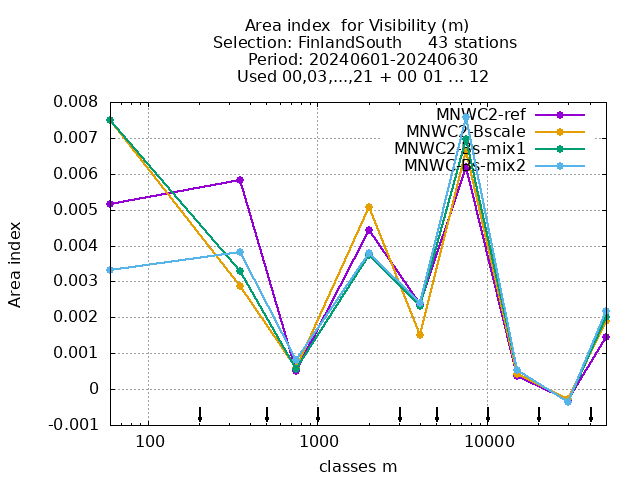 Area index  for Visibility (m)
Selection: FinlandSouth     43 stations
Period: 20240601-20240630
Used 00,03,...,21 + 00 01 ... 12
MNWC2-ref
MNWC2-Bscale
MNWC2-Bs-mix1
MNWC-Bs-mix2
0.008
0.007
0.006
0.005
0.004
0.003
0.002
0.001
0
-0.001
Area index
100 1000 10000
classes m